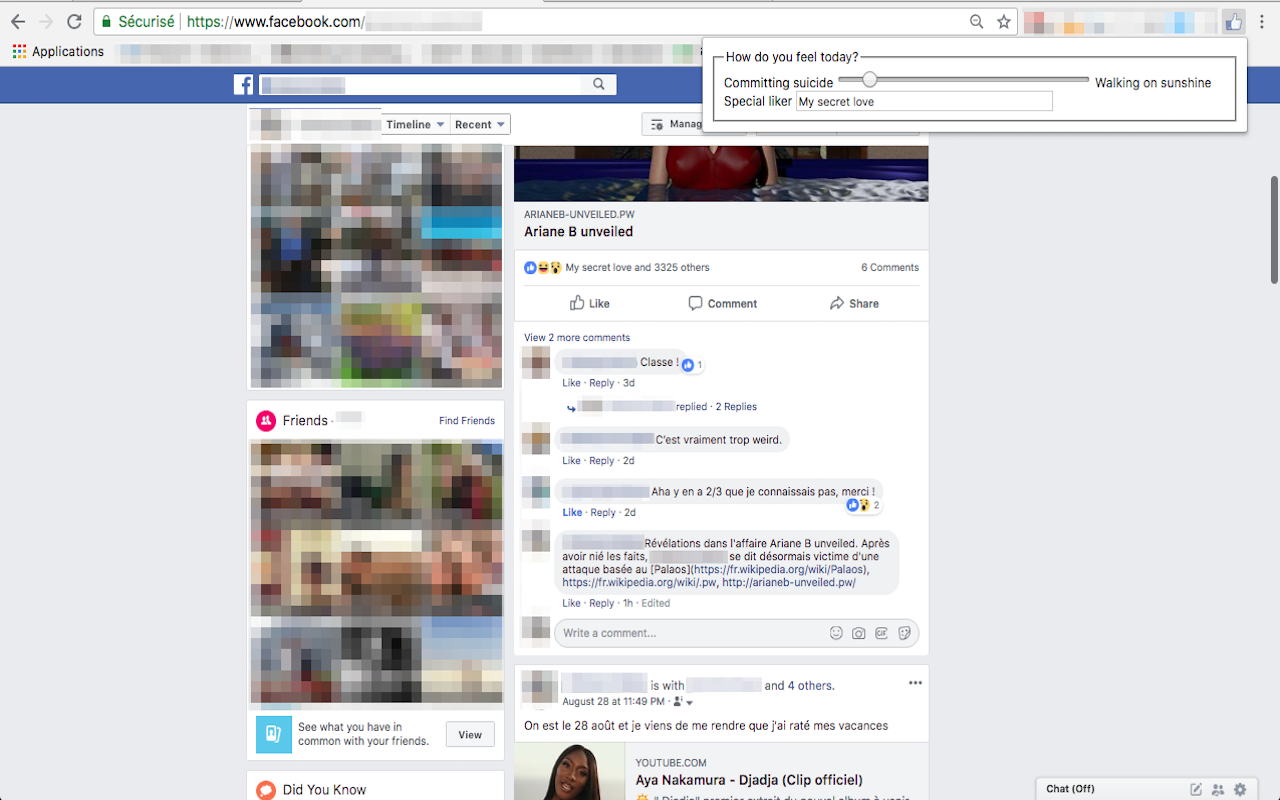 Sécurisé
https://www.facebook.com/
Applications
How do you feel today?
Committing suicide
Walking on sunshine
Special liker
My secret love
Timeline
Recent
Manag
ARIANEB-UNVEILED.PW
Ariane B unveiled
My secret love and 3325 others
6 Comments
Like
Comment
Share
View 2 more comments
Classe !
1
Like · Reply · 3d
replied · 2 Replies
C'est vraiment trop weird.
Like · Reply · 2d
Aha y en a 2/3 que je connaissais pas, merci !
2
Like · Reply · 2d
Révélations dans l'affaire Ariane B unveiled. Après
avoir nié les faits, se dit désormais victime d'une
attaque basée au [Palaos](https://fr.wikipedia.org/wiki/Palaos),
https://fr.wikipedia.org/wiki/.pw, http://arianeb-unveiled.pw/
Like · Reply · 1h · Edited
Write a comment...
GIF
Friends ·
Find Friends
See what you have in
common with your friends.
View
Did You Know
is with and 4 others.
August 28 at 11:49 PM ·
On est le 28 août et je viens de me rendre que j'ai raté mes vacances
YOUTUBE.COM
Aya Nakamura - Djadja (Clip officiel)
" Djadja" premier extrait du nouvel album à venir
Chat (Off)